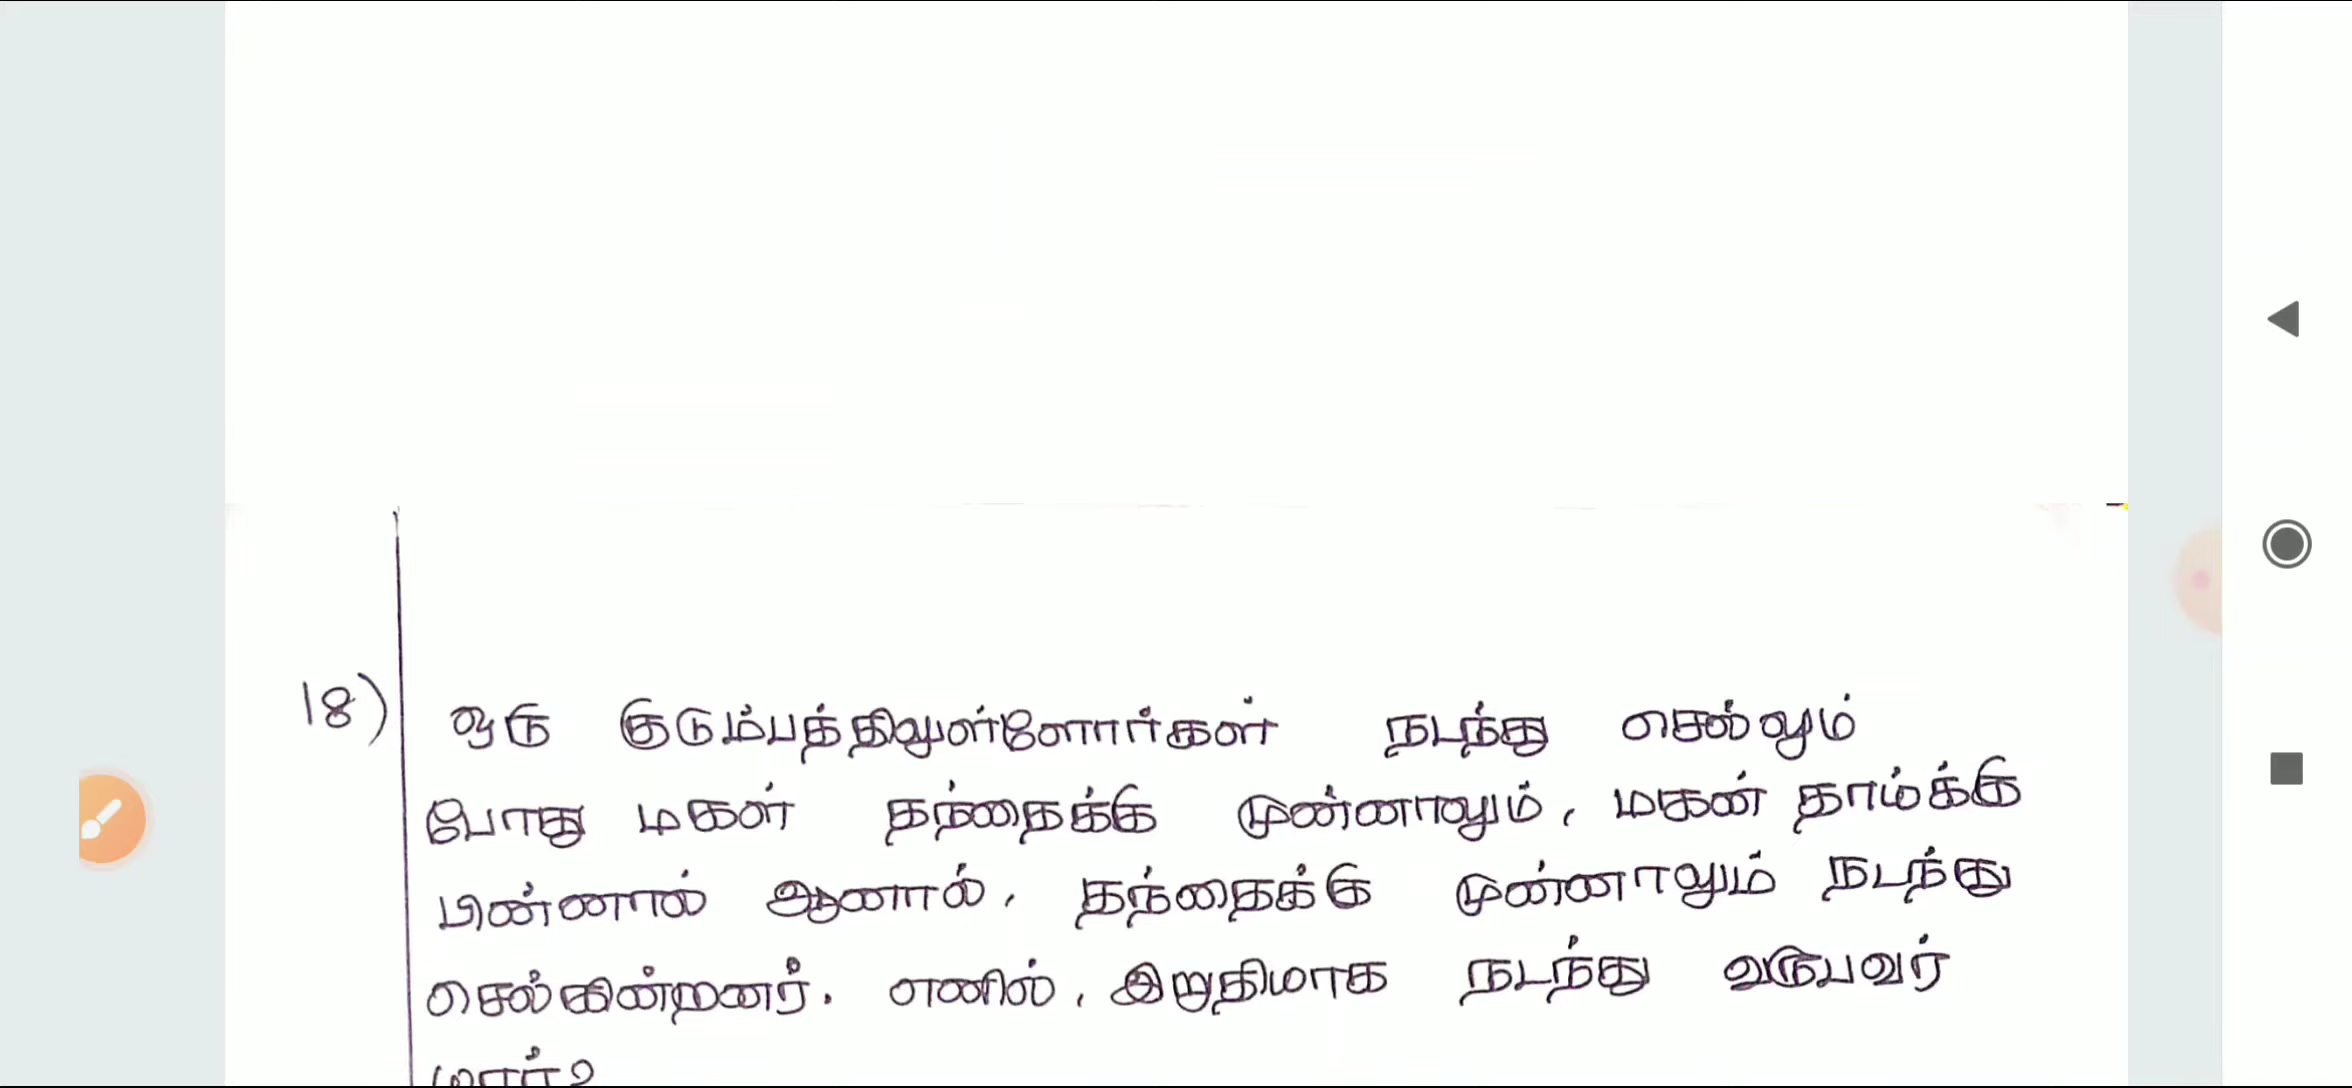 18) ஒரு குடும்பத்திலுள்ளோர்கள் நடந்து செல்லும்
போது மகள் தந்தைக்கு முன்னாலும், மகன் தாய்க்கு
பின்னால் ஆனால், தந்தைக்கு முன்னாலும் நடந்து
செல்கின்றனர். எனில், இறுதியாக நடந்து வருபவர்
யார்?